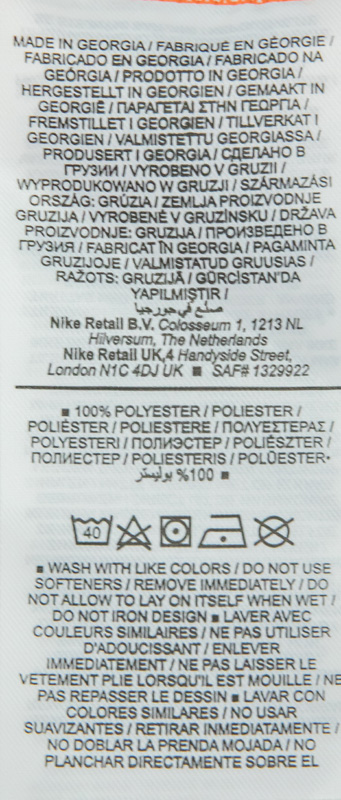 MADE IN GEORGIA / FABRIQUÉ EN GÉORGIE /
FABRICADO EN GEORGIA / FABRICADO NA
GEÓRGIA / PRODOTTO IN GEORGIA /
HERGESTELLT IN GEORGIEN / GEMAAKT IN
GEORGIË / ΠΑΡΑΓΕΤΑΙ ΣΤΗΝ ΓΕΩΡΓΙΑ /
FREMSTILLET I GEORGIEN / TILLVERKAT I
GEORGIEN / VALMISTETTU GEORGIASSA /
PRODUSERT I GEORGIA / СДЕЛАНО В
ГРУЗИИ / VYROBENO V GRUZII /
WYPRODUKOWANO W GRUZJI / SZÁRMAZÁSI
ORSZÁG: GRÚZIA / ZEMLJA PROIZVODNJE
GRUZIJA / VYROBENÉ V GRUZÍNSKU / DRŽAVA
PROIZVODNJE: GRUZIJA / ПРОИЗВЕДЕНО В
ГРУЗИЯ / FABRICAT ÎN GEORGIA / PAGAMINTA
GRUZIJOJE / VALMISTATUD GRUUSIAS /
RAŽOTS: GRUZIJĀ / GÜRCİSTAN'DA
YAPILMIŞTIR /
صنع في جورجيا
Nike Retail B.V. Colosseum 1, 1213 NL
Hilversum, The Netherlands
Nike Retail UK,4 Handyside Street,
London N1C 4DJ UK ■ SAF# 1329922
■ 100% POLYESTER / POLIESTER /
POLIÉSTER / POLIESTERE / ΠΟΛΥΕΣΤΕΡΑΣ /
POLYESTERI / ПОЛИЭСТЕР / POLIÉSZTER /
ПОЛИЕСТЕР / POLIESTERIS / POLÜESTER•
%100 بوليستر ■
40
■ WASH WITH LIKE COLORS / DO NOT USE
SOFTENERS / REMOVE IMMEDIATELY / DO
NOT ALLOW TO LAY ON ITSELF WHEN WET /
DO NOT IRON DESIGN ■ LAVER AVEC
COULEURS SIMILAIRES / NE PAS UTILISER
D'ADOUCISSANT / ENLEVER
IMMEDIATEMENT / NE PAS LAISSER LE
VETEMENT PLIE LORSQU'IL EST MOUILLE / NE
PAS REPASSER LE DESSIN ■ LAVAR CON
COLORES SIMILARES / NO USAR
SUAVIZANTES / RETIRAR INMEDIATAMENTE /
NO DOBLAR LA PRENDA MOJADA / NO
PLANCHAR DIRECTAMENTE SOBRE EL